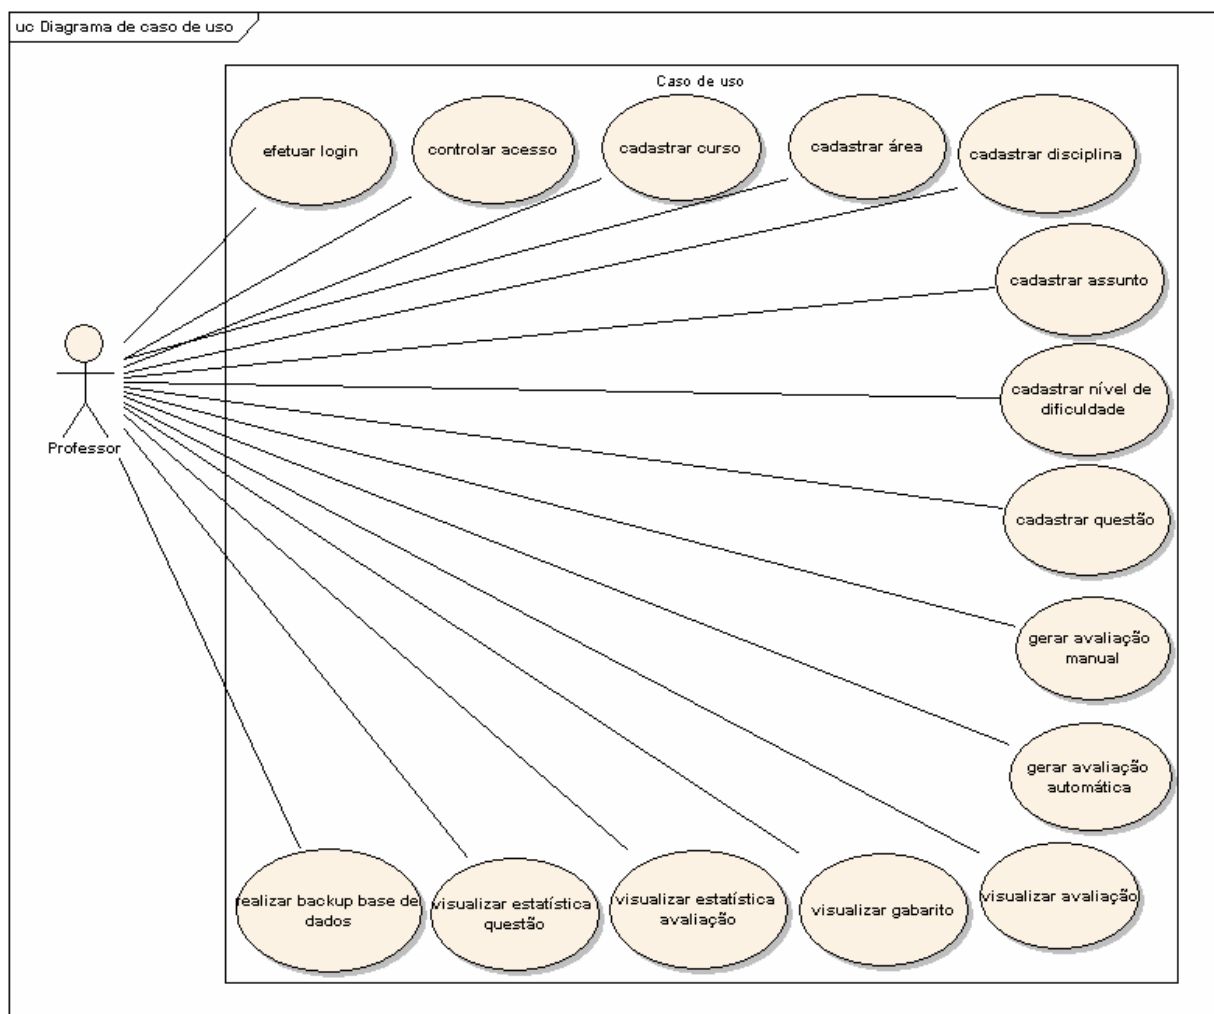 uc Diagrama de caso de uso
Caso de uso
efetuar login
controlar acesso
cadastrar curso
cadastrar área
cadastrar disciplina
cadastrar assunto
cadastrar nível de
dificuldade
Professor
cadastrar questão
gerar avaliação
manual
gerar avaliação
automática
realizar backup base de
dados
visualizar estatística
questão
visualizar estatística
avaliação
visualizar gabarito
visualizar avaliação